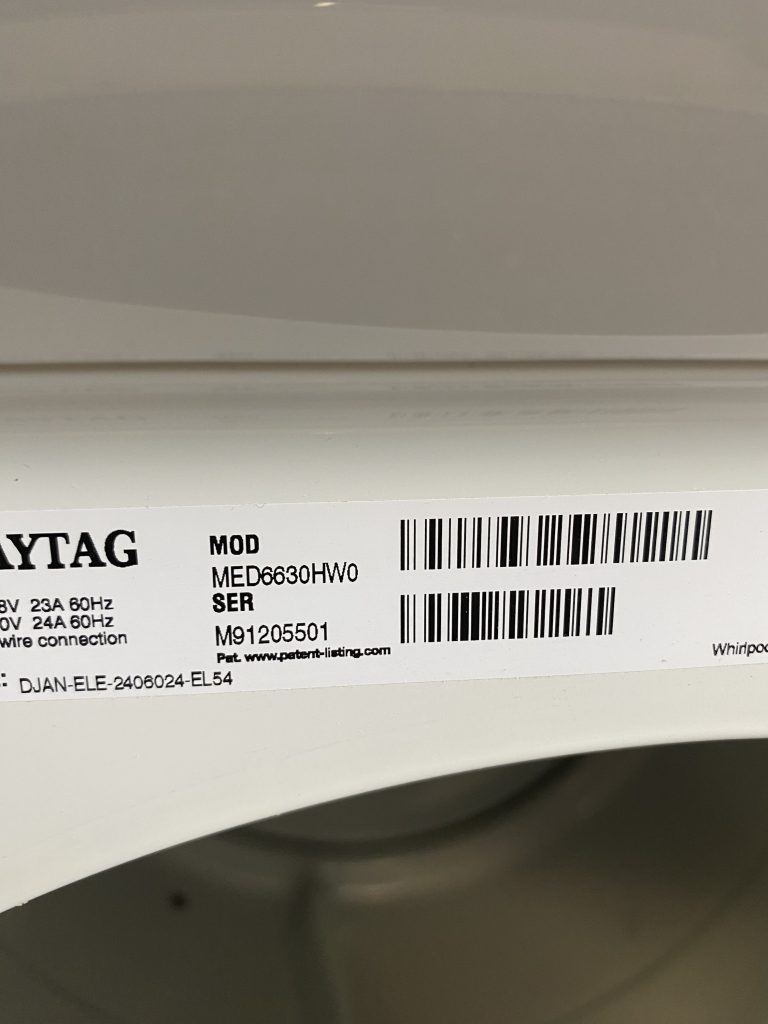 AYTAG
8V 23A 60Hz
0V 24A 60Hz
wire connection
MOD
MED6630HW0
SER
M91205501
Pat. www.patent-listing.com
: DJAN-ELE-2406024-EL54
Whirlpoo